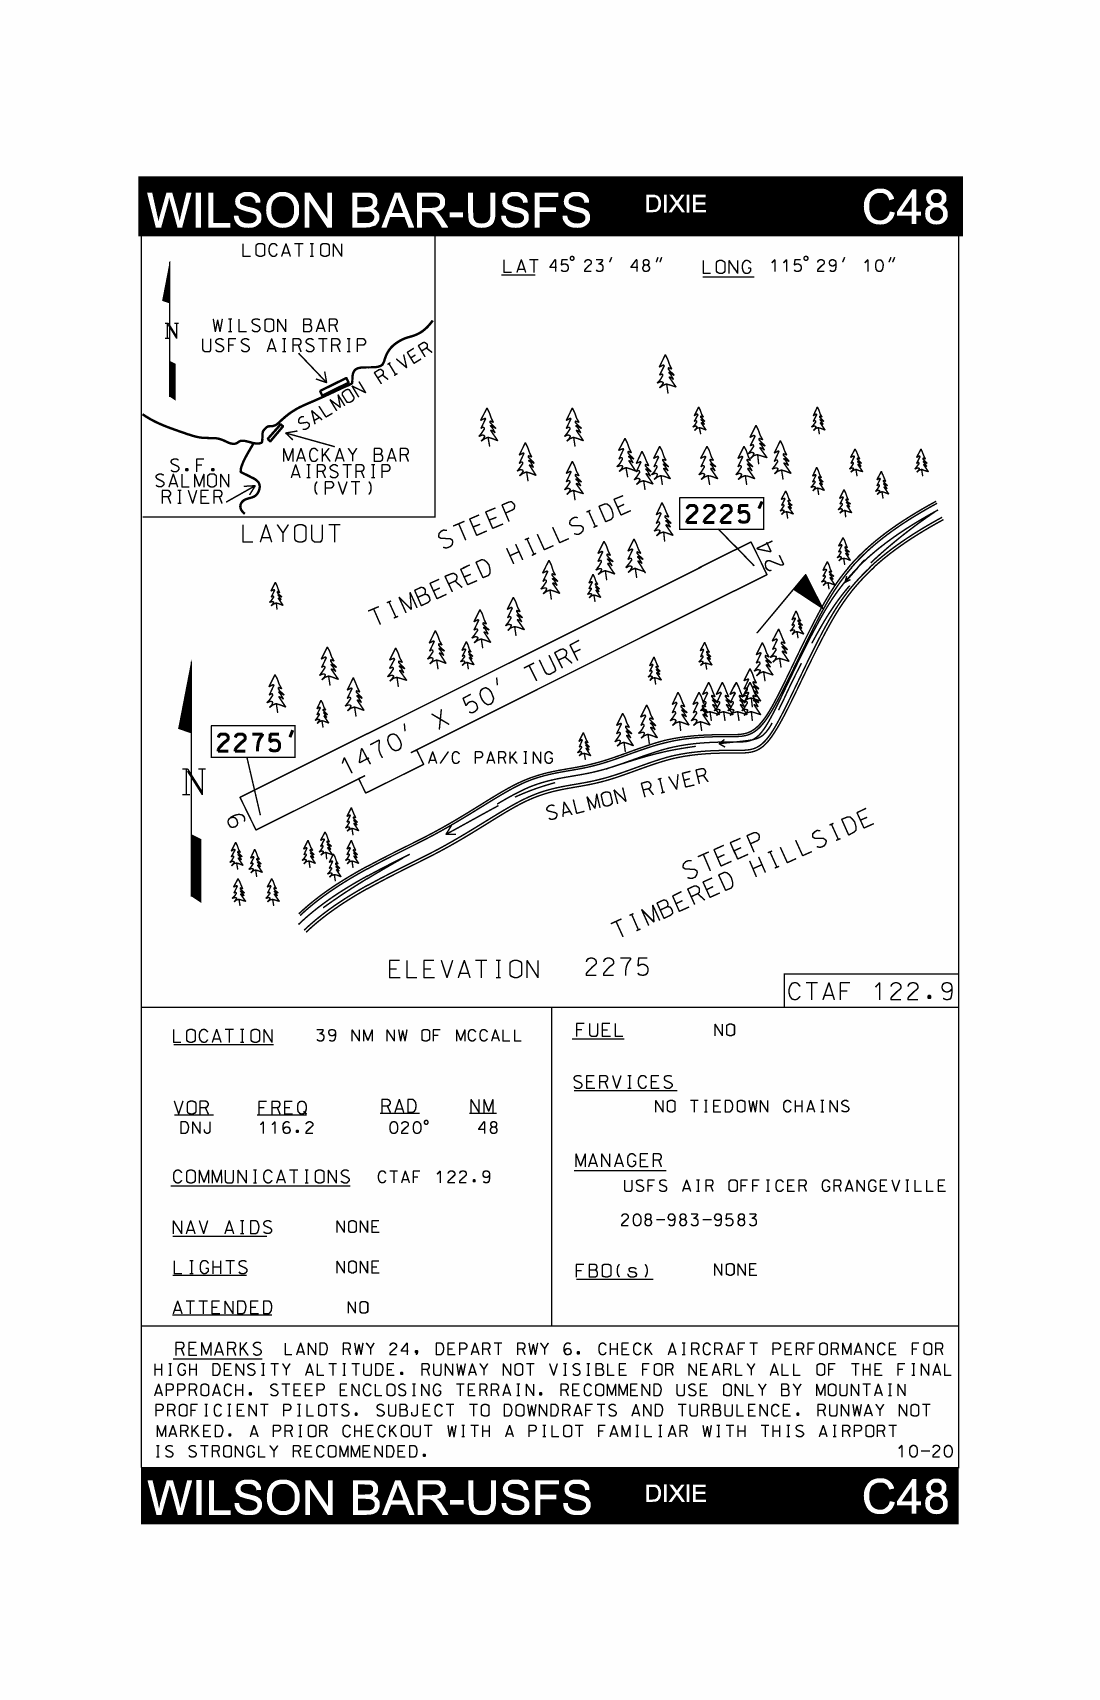 WILSON BAR-USFS DIXIE C48
LOCATION
N
WILSON BAR
USFS AIRSTRIP
SALMON RIVER
MACKAY BAR
AIRSTRIP
(PVT)
S.F.
SALMON
RIVER
LAT 45° 23' 48" LONG 115° 29' 10"
LAYOUT
STEEP
TIMBERED HILLSIDE
2225'
24
1470' X 50' TURF
2275'
A/C PARKING
N
6
SALMON RIVER
STEEP
TIMBERED HILLSIDE
ELEVATION 2275
CTAF 122.9
LOCATION 39 NM NW OF MCCALL
VOR FREQ RAD NM
DNJ 116.2 020° 48
COMMUNICATIONS CTAF 122.9
NAV AIDS NONE
LIGHTS NONE
ATTENDED NO
FUEL NO
SERVICES
NO TIEDOWN CHAINS
MANAGER
USFS AIR OFFICER GRANGEVILLE
208-983-9583
FBO(s) NONE
REMARKS LAND RWY 24, DEPART RWY 6. CHECK AIRCRAFT PERFORMANCE FOR
HIGH DENSITY ALTITUDE. RUNWAY NOT VISIBLE FOR NEARLY ALL OF THE FINAL
APPROACH. STEEP ENCLOSING TERRAIN. RECOMMEND USE ONLY BY MOUNTAIN
PROFICIENT PILOTS. SUBJECT TO DOWNDRAFTS AND TURBULENCE. RUNWAY NOT
MARKED. A PRIOR CHECKOUT WITH A PILOT FAMILIAR WITH THIS AIRPORT
IS STRONGLY RECOMMENDED. 10-20
WILSON BAR-USFS DIXIE C48